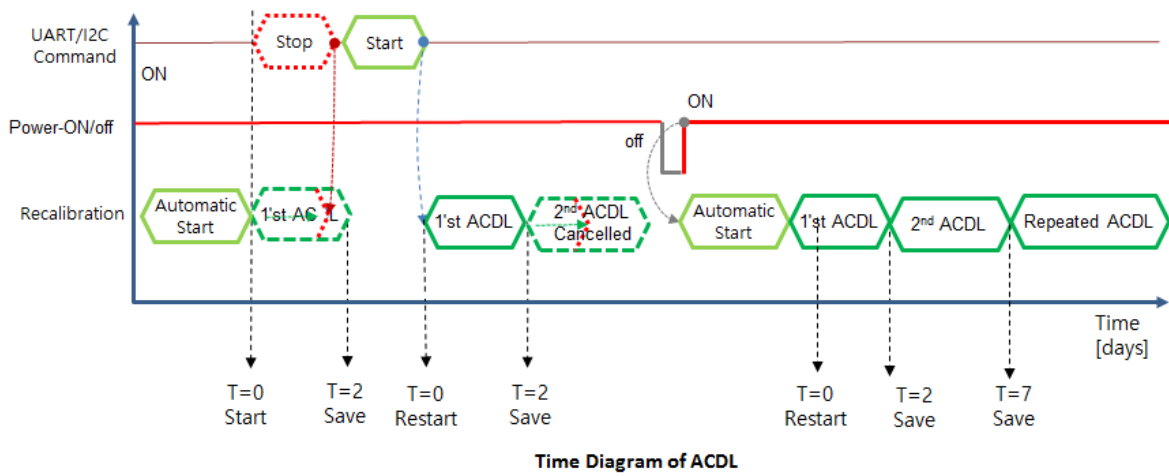 UART/I2C
Command
Stop
Start
ON
Power-ON/off
ON
off
Recalibration
Automatic
Start
1'st AC L
1'st ACDL
2nd ACDL
Cancelled
Automatic
Start
1'st ACDL
2nd ACDL
Repeated ACDL
Time
[days]
T=0
Start
T=2
Save
T=0
Restart
T=2
Save
T=0
Restart
T=2
Save
T=7
Save
Time Diagram of ACDL